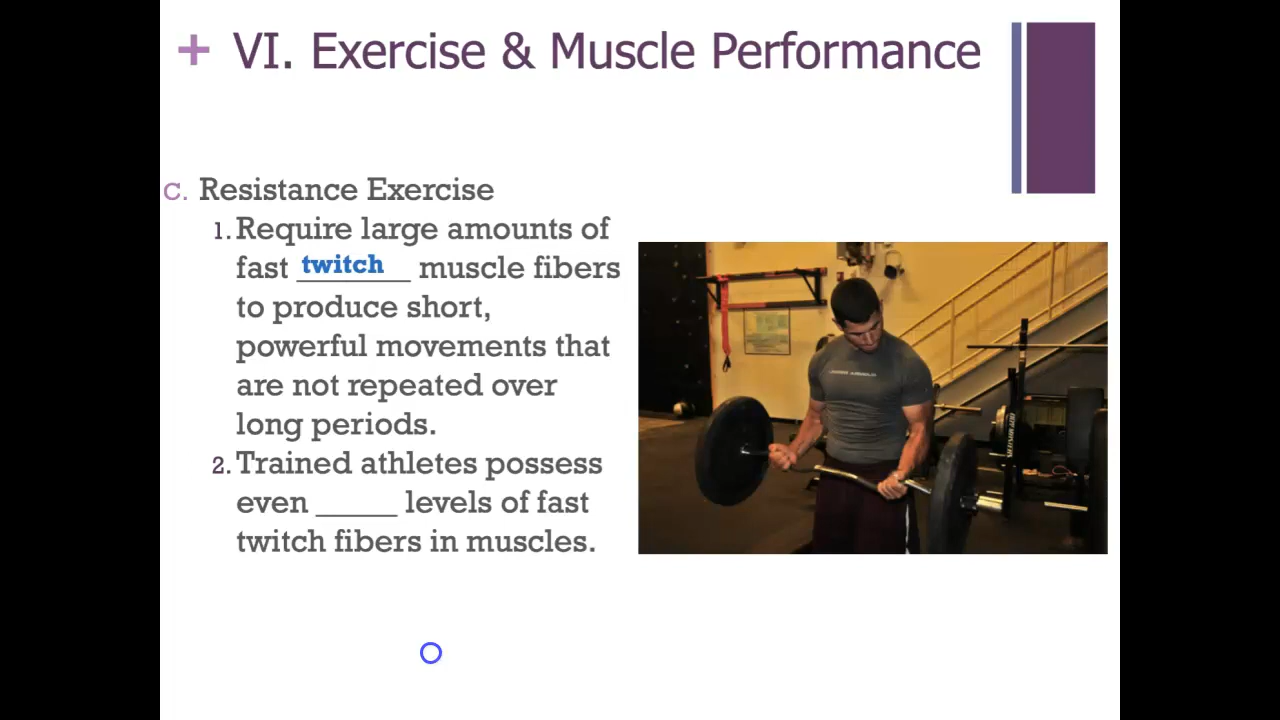 + VI. Exercise & Muscle Performance
C. Resistance Exercise
1. Require large amounts of
fast twitch muscle fibers
to produce short,
powerful movements that
are not repeated over
long periods.
2. Trained athletes possess
even _____ levels of fast
twitch fibers in muscles.
UNDER ARMOUR